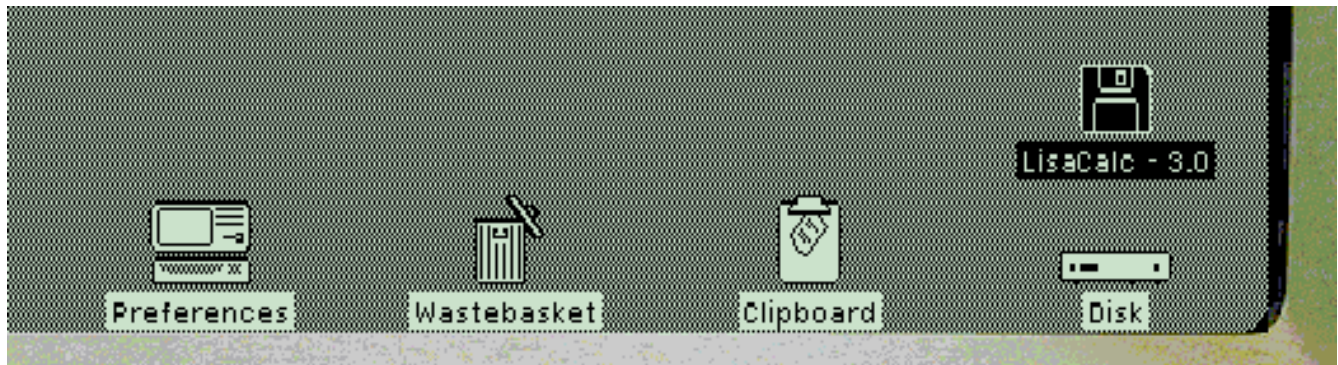 LisaCalc - 3.0
Preferences
Wastebasket
Clipboard
Disk